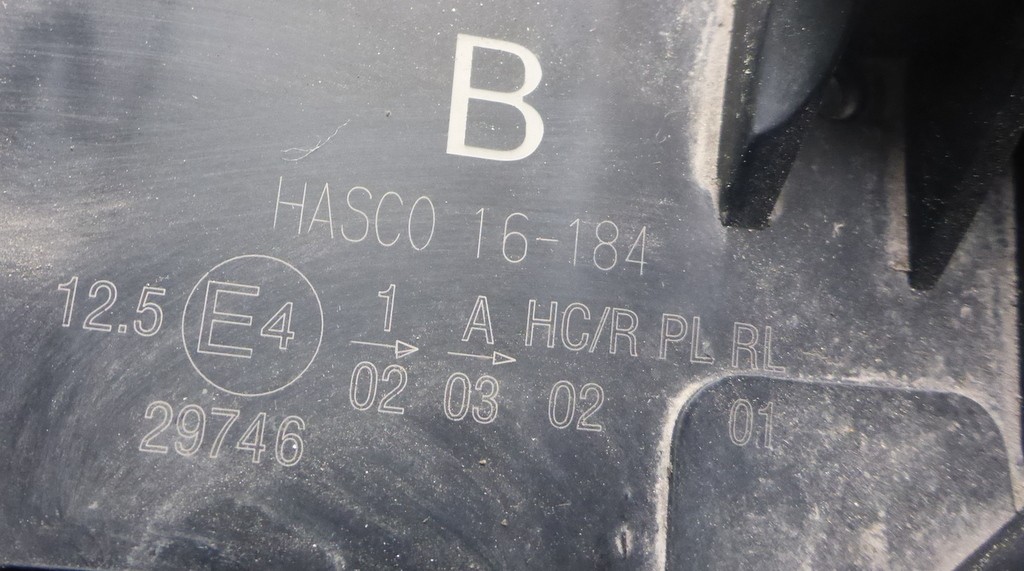 B
HASCO 16-184
12.5 E4 1 A HC/R PL RL
→ →
02 03 02 01
29746